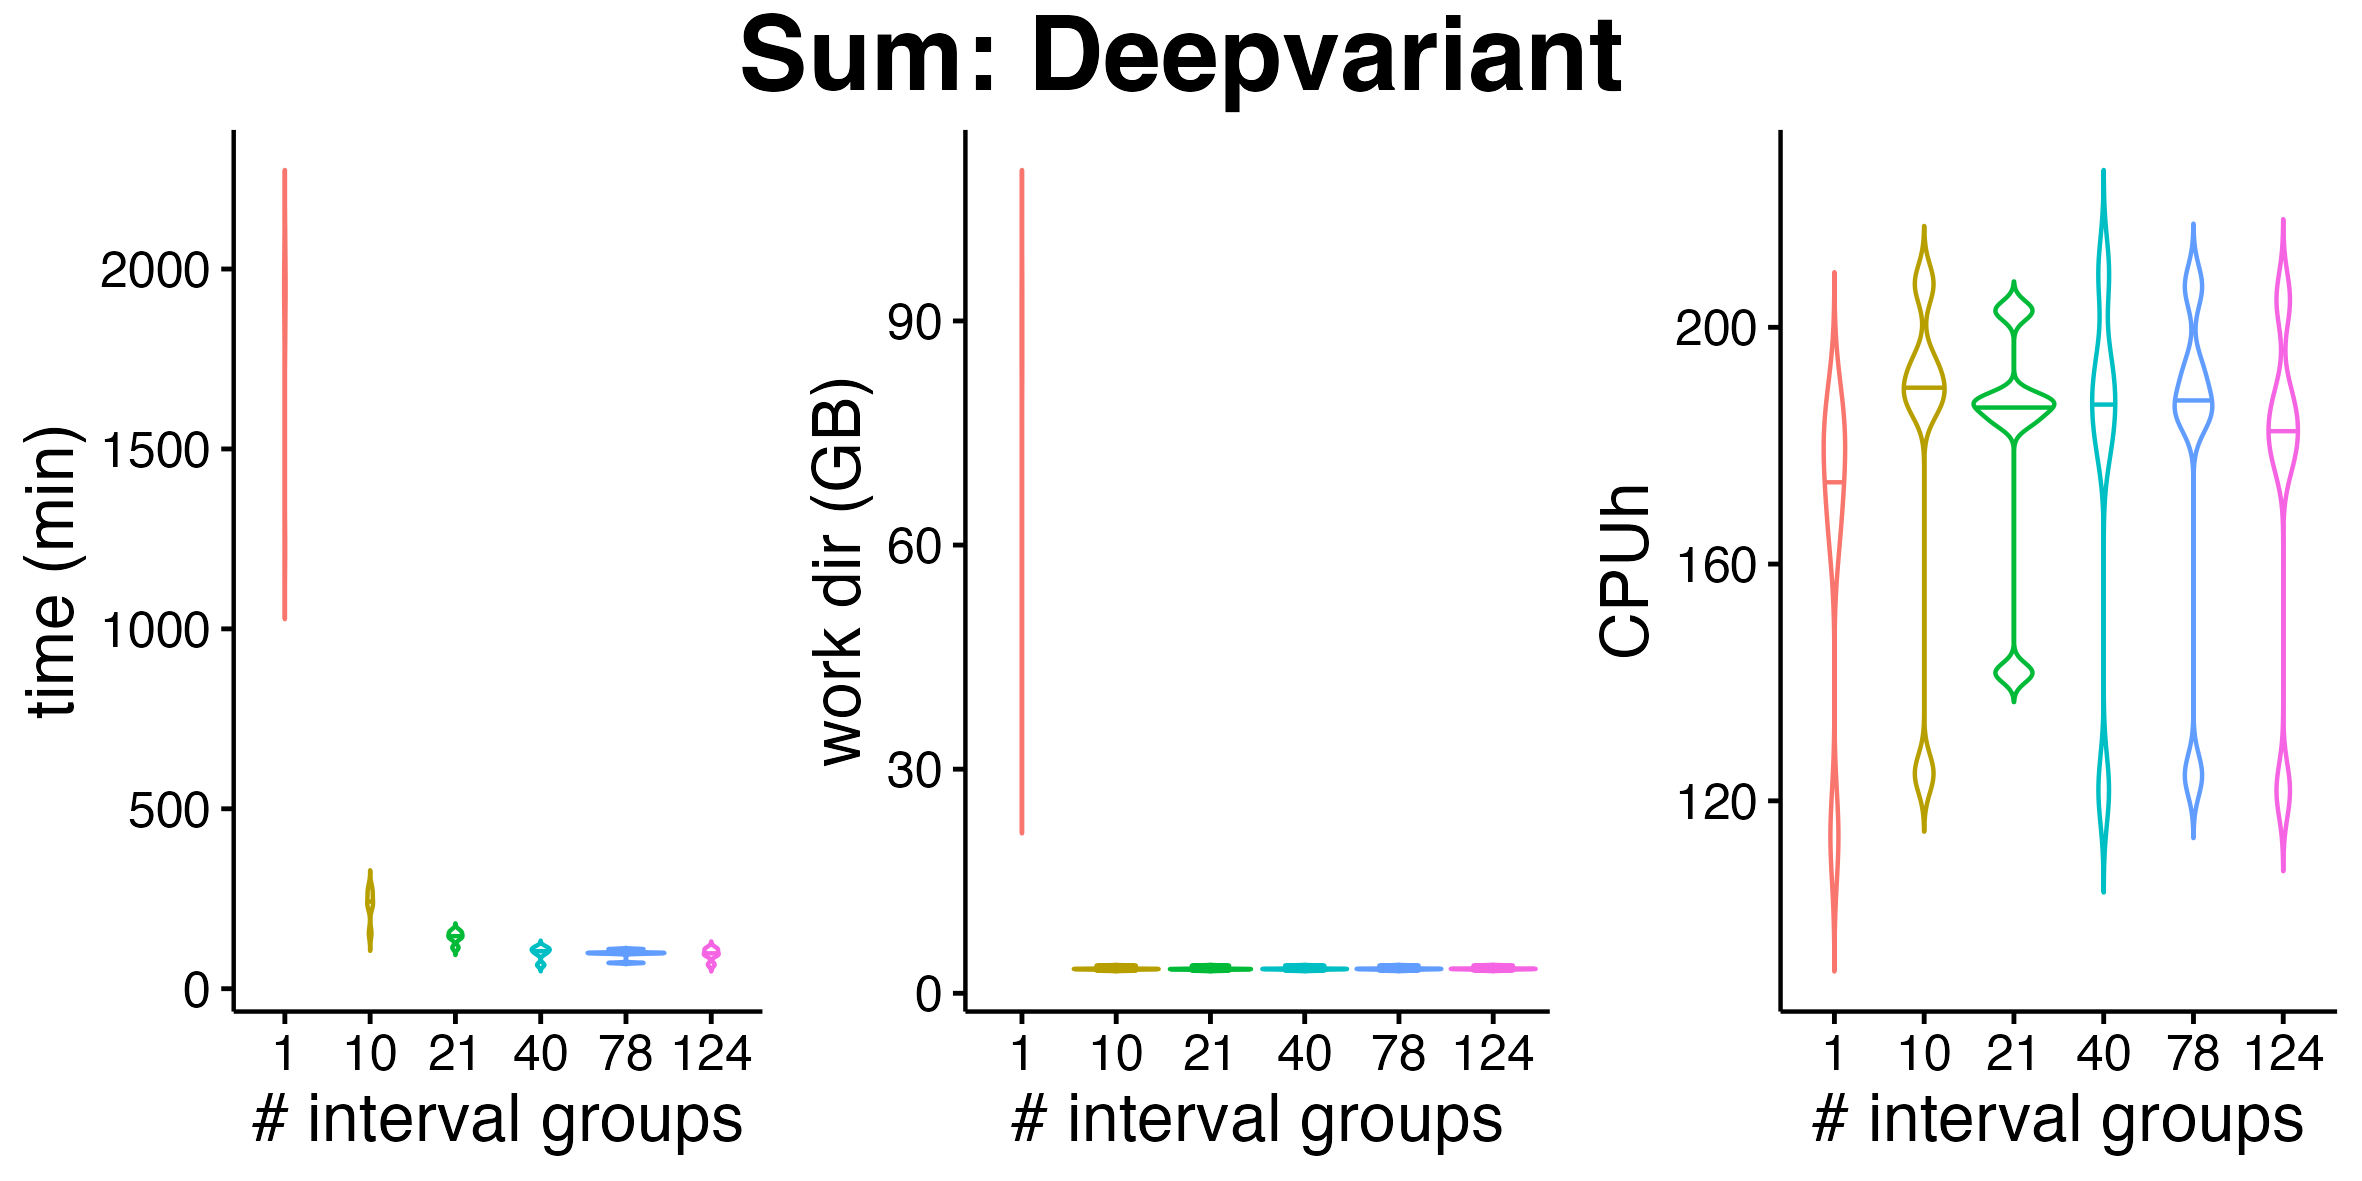 Sum: Deepvariant
time (min)
2000
1500
1000
500
0
1 10 21 40 78 124
# interval groups
work dir (GB)
90
60
30
0
1 10 21 40 78 124
# interval groups
CPUh
200
160
120
1 10 21 40 78 124
# interval groups